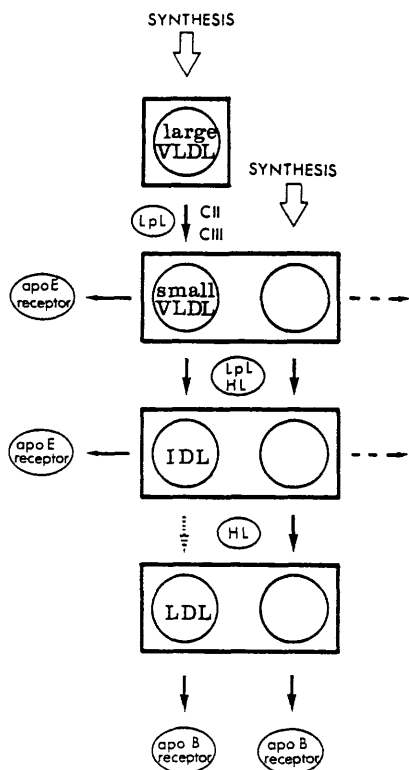 SYNTHESIS
large
VLDL
SYNTHESIS
LpL
CII
CIII
apoE
receptor
small
VLDL
LpL
HL
apo E
receptor
IDL
HL
LDL
apo B
receptor
apo B
receptor